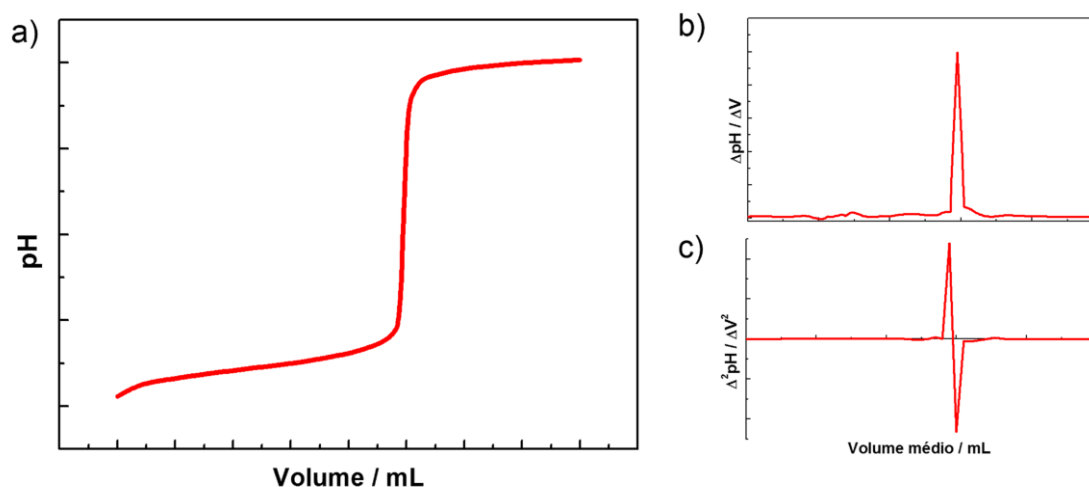 a)
pH
Volume / mL
b)
ΔpH / ΔV
c)
Δ²pH / ΔV²
Volume médio / mL